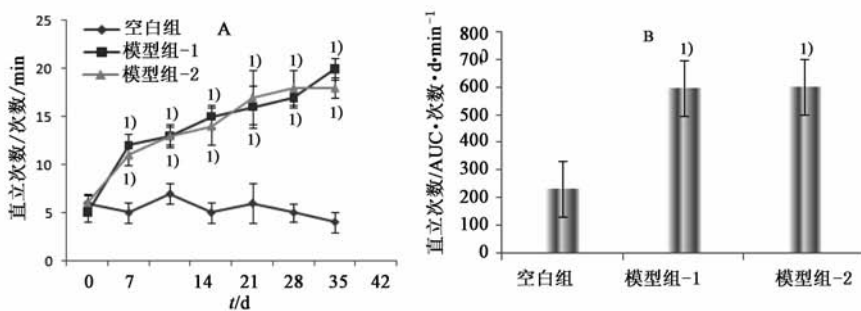 A
空白组
模型组-1
模型组-2
直立次数/次数/min
25
20
15
10
5
0
1) 1) 1) 1) 1) 1)
1) 1) 1) 1) 1) 1)
0 7 14 21 28 35 42
t/d
B
直立次数/AUC·次数·d·min⁻¹
800
700
600
500
400
300
200
100
0
1) 1)
空白组 模型组-1 模型组-2